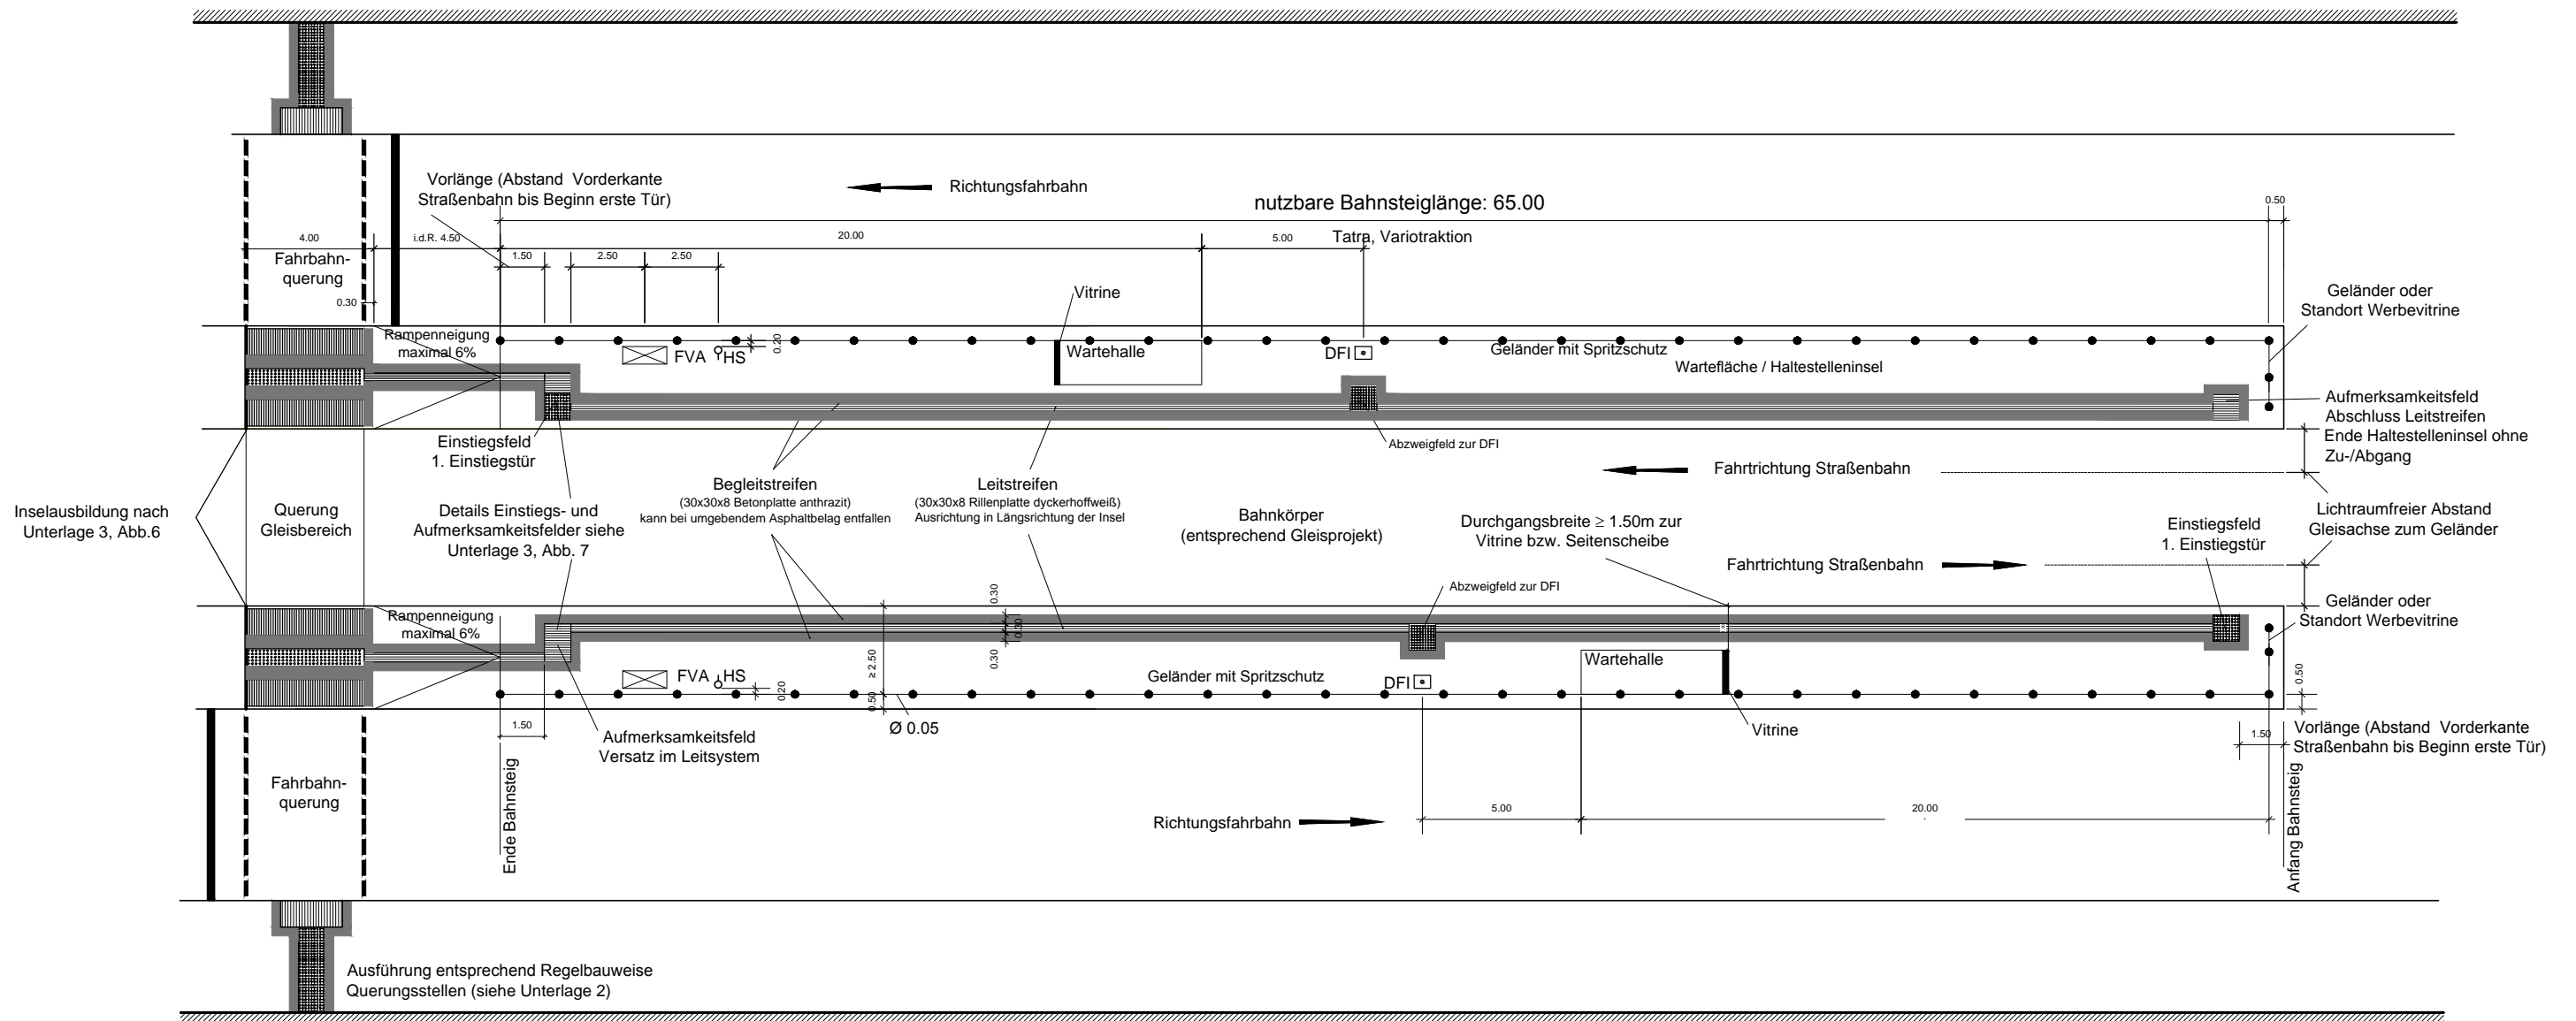 Vorlänge (Abstand Vorderkante
Straßenbahn bis Beginn erste Tür)
Richtungsfahrbahn
nutzbare Bahnsteiglänge: 65.00
0.50
4.00
i.d.R. 4.50
20.00
5.00
Tatra, Variotraktion
Fahrbahn-
querung
1.50
2.50
2.50
0.30
Vitrine
Geländer oder
Standort Werbevitrine
Rampenneigung
maximal 6%
FVA
HS
0.20
Wartehalle
DFI
Geländer mit Spritzschutz
Wartefläche / Haltestelleninsel
Aufmerksamkeitsfeld
Abschluss Leitstreifen
Ende Haltestelleninsel ohne
Zu-/Abgang
Einstiegsfeld
1. Einstiegstür
Abzweigfeld zur DFI
Fahrtrichtung Straßenbahn
Inselausbildung nach
Unterlage 3, Abb.6
Querung
Gleisbereich
Details Einstiegs- und
Aufmerksamkeitsfelder siehe
Unterlage 3, Abb. 7
Begleitstreifen
(30x30x8 Betonplatte anthrazit)
kann bei umgebendem Asphaltbelag entfallen
Leitstreifen
(30x30x8 Rillenplatte dyckerhoffweiß)
Ausrichtung in Längsrichtung der Insel
Bahnkörper
(entsprechend Gleisprojekt)
Durchgangsbreite ≥ 1.50m zur
Vitrine bzw. Seitenscheibe
Einstiegsfeld
1. Einstiegstür
Lichtraumfreier Abstand
Gleisachse zum Geländer
Fahrtrichtung Straßenbahn
Abzweigfeld zur DFI
Geländer oder
Standort Werbevitrine
Rampenneigung
maximal 6%
0.30
0.30
0.30
≥ 2.50
0.50
FVA
HS
0.20
Geländer mit Spritzschutz
DFI
Wartehalle
0.50
1.50
Ø 0.05
Aufmerksamkeitsfeld
Versatz im Leitsystem
Vitrine
1.50
Vorlänge (Abstand Vorderkante
Straßenbahn bis Beginn erste Tür)
Fahrbahn-
querung
Ende Bahnsteig
Richtungsfahrbahn
5.00
20.00
Anfang Bahnsteig
Ausführung entsprechend Regelbauweise
Querungsstellen (siehe Unterlage 2)